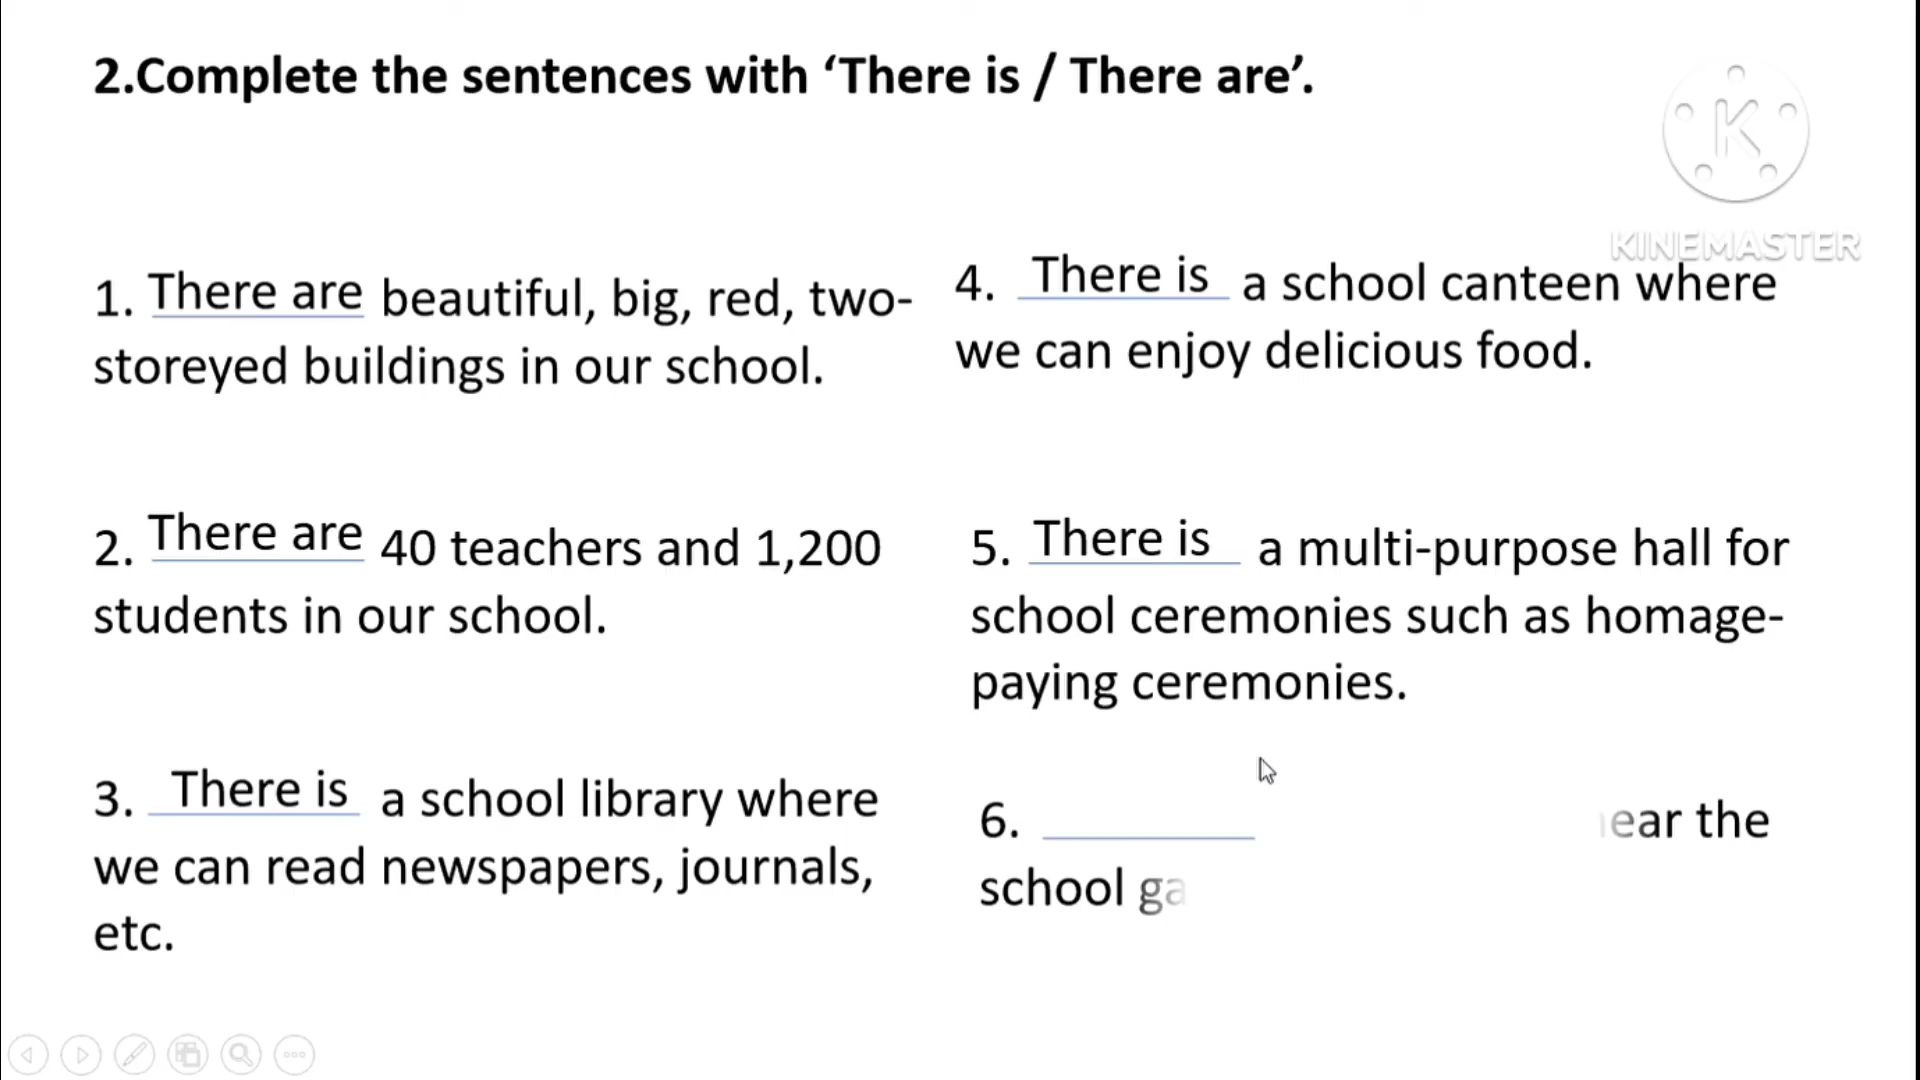 2.Complete the sentences with ‘There is / There are’.
KINEMASTER
1. There are beautiful, big, red, two-
storeyed buildings in our school.
2. There are 40 teachers and 1,200
students in our school.
3. There is a school library where
we can read newspapers, journals,
etc.
4. There is a school canteen where
we can enjoy delicious food.
5. There is a multi-purpose hall for
school ceremonies such as homage-
paying ceremonies.
6. the
school